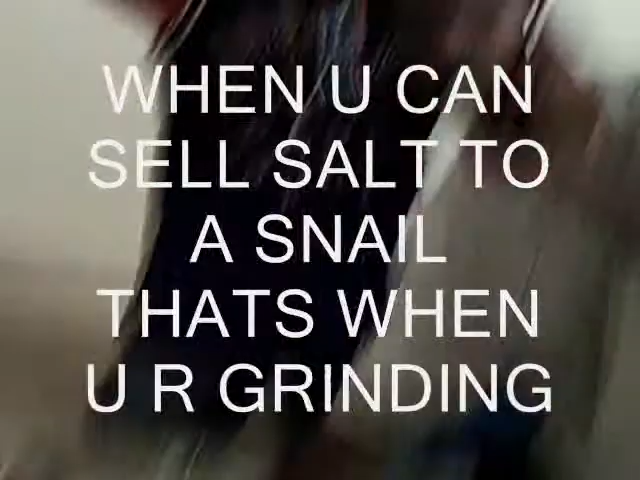 WHEN U CAN
SELL SALT TO
A SNAIL
THATS WHEN
U R GRINDING